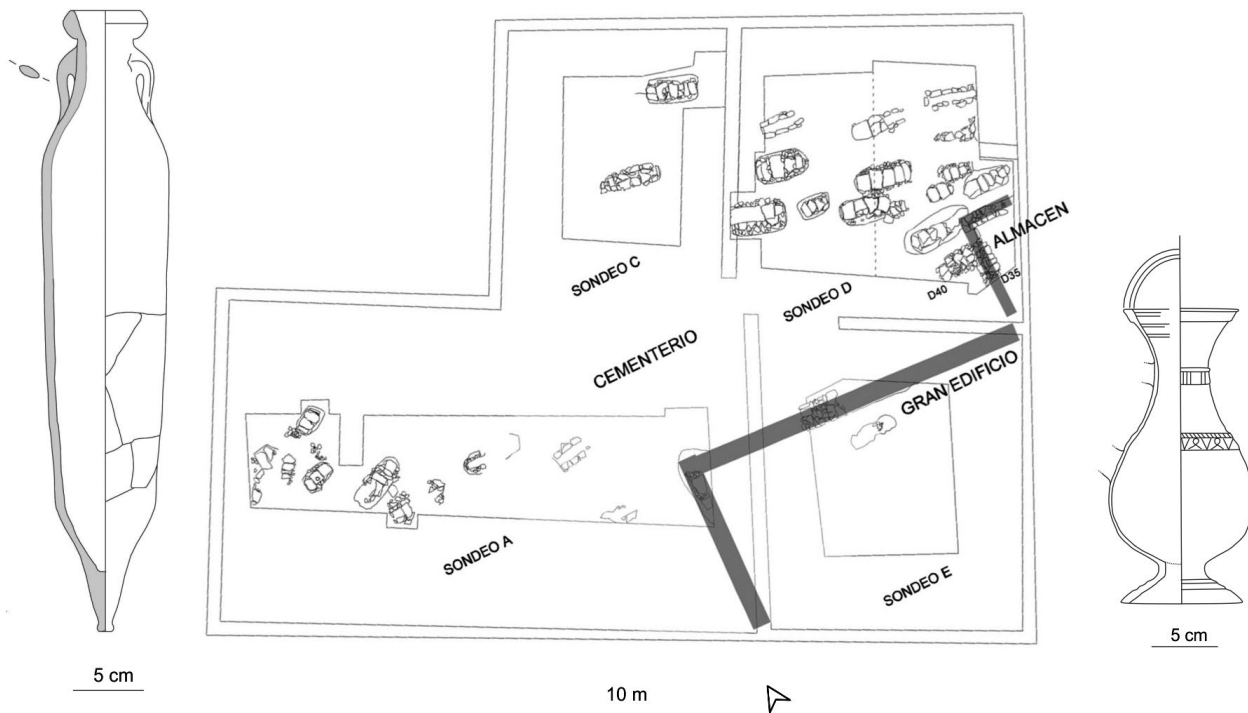 SONDEO C
ALMACEN
D40
D35
SONDEO D
CEMENTERIO
GRAN EDIFICIO
SONDEO A
SONDEO E
5 cm
10 m
5 cm